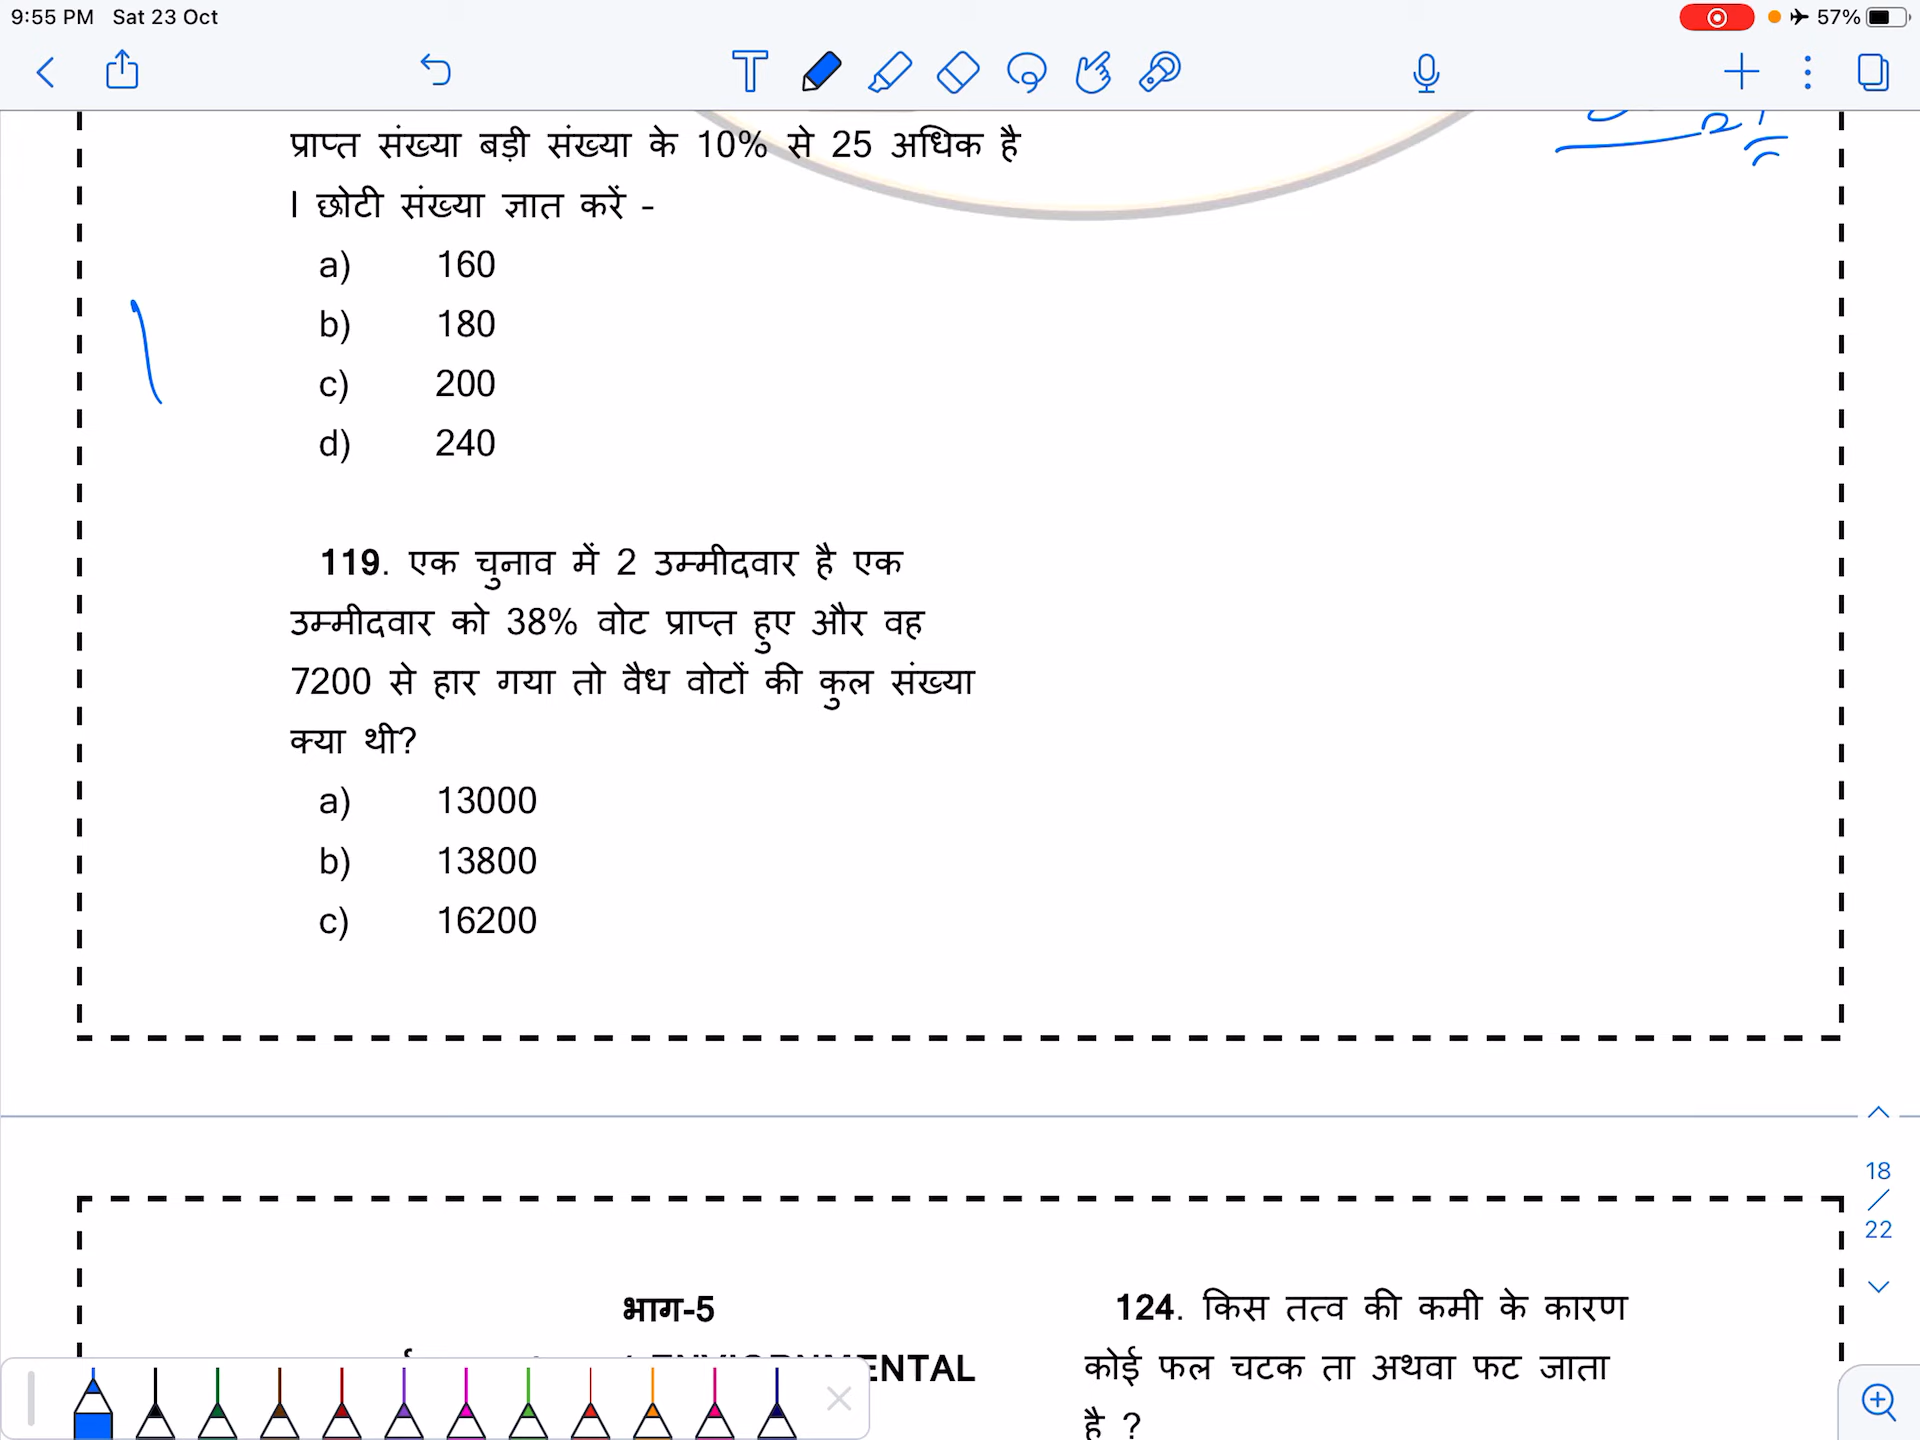 9:55 PM Sat 23 Oct
57%
प्राप्त संख्या बड़ी संख्या के 10% से 25 अधिक है
I छोटी संख्या ज्ञात करें -
a) 160
b) 180
c) 200
d) 240
119. एक चुनाव में 2 उम्मीदवार है एक
उम्मीदवार को 38% वोट प्राप्त हुए और वह
7200 से हार गया तो वैध वोटों की कुल संख्या
क्या थी?
a) 13000
b) 13800
c) 16200
18
/
22
भाग-5
124. किस तत्व की कमी के कारण
कोई फल चटक ता अथवा फट जाता
है ?